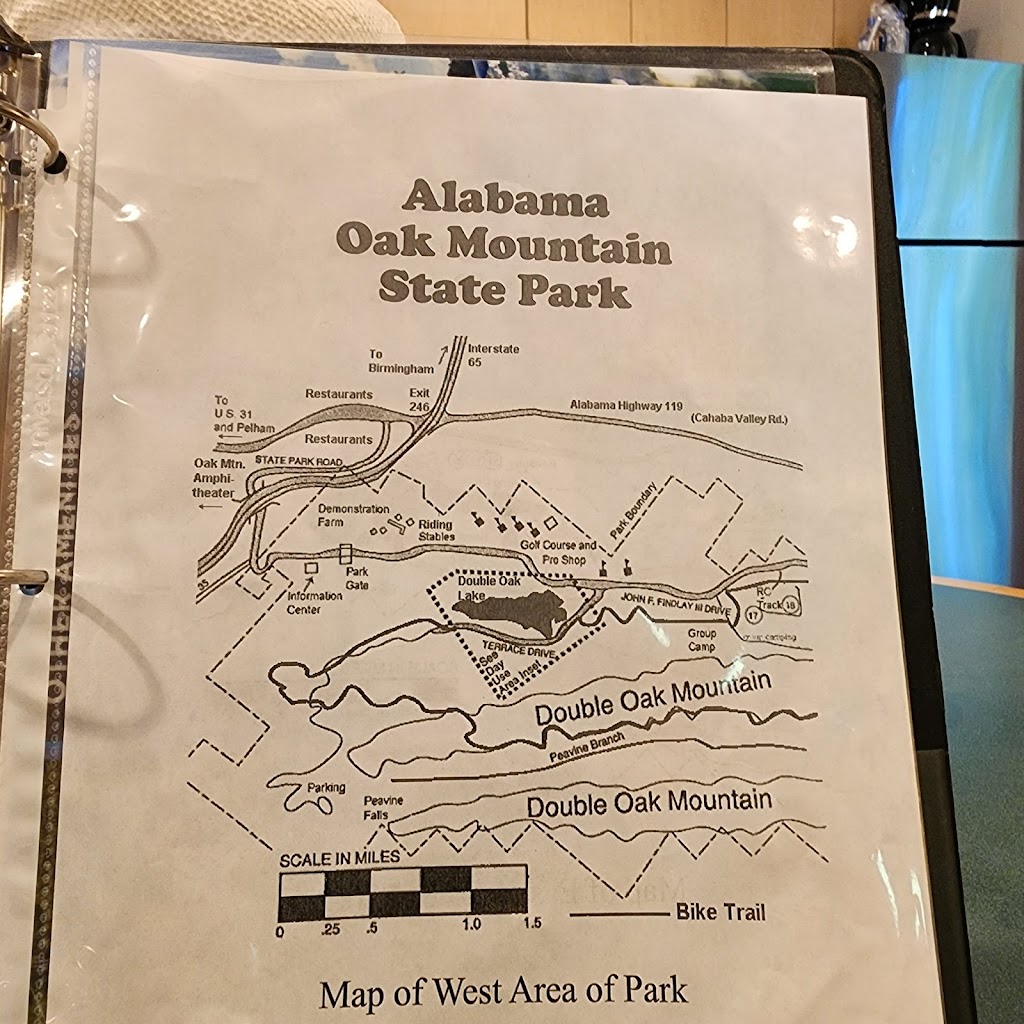 Alabama
Oak Mountain
State Park
To
Birmingham
Interstate
65
Exit
246
Restaurants
To
U.S. 31
and Pelham
Restaurants
Alabama Highway 119
(Cahaba Valley Rd.)
Oak Mtn.
Amphi-
theater
STATE PARK ROAD
Demonstration
Farm
Riding
Stables
Golf Course and
Pro Shop
Park Boundary
Park
Gate
Information
Center
Double Oak
Lake
JOHN F. FINDLAY III DRIVE
RC
Track
18
17
Group
Camp
TERRACE DRIVE
See
Day
Use
Area Inset
Double Oak Mountain
Peavine Branch
Parking
Peavine
Falls
Double Oak Mountain
SCALE IN MILES
0 .25 .5 1.0 1.5
Bike Trail
Map of West Area of Park